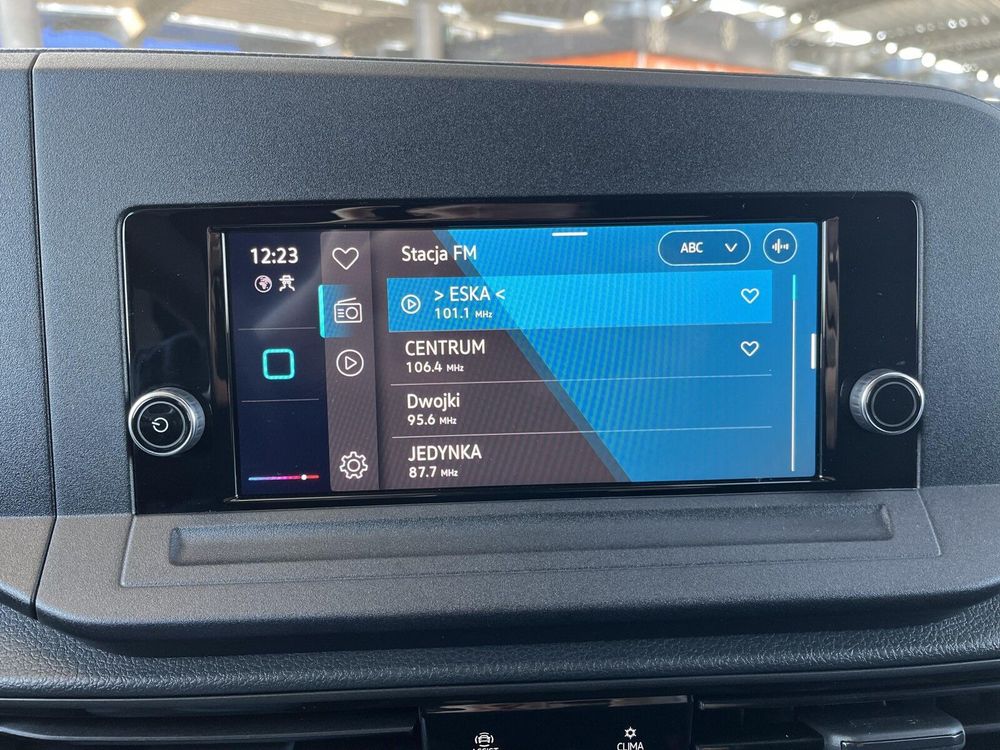 12:23
Stacja FM
ABC
> ESKA <
101.1 MHz
CENTRUM
106.4 MHz
Dwojki
95.6 MHz
JEDYNKA
87.7 MHz
ASSIST
CLIMA